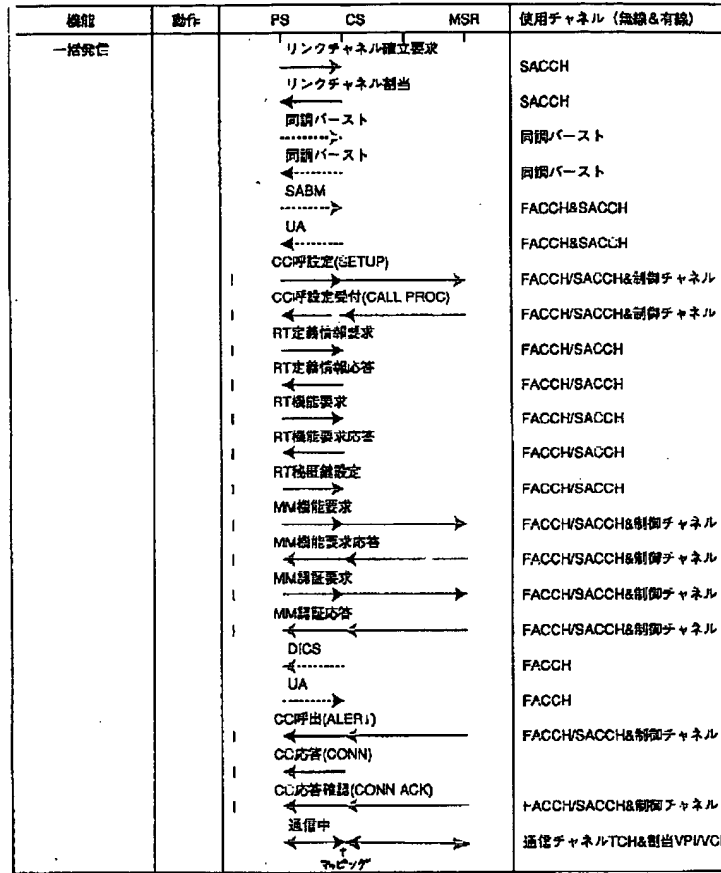 機能 動作 PS CS MSR 使用チャネル（無線&有線）
一括発信
リンクチャネル確立要求
SACCH
リンクチャネル割当
SACCH
同調バースト
同調バースト
同調バースト
同調バースト
SABM
FACCH&SACCH
UA
FACCH&SACCH
CC呼設定(SETUP)
FACCH/SACCH&制御チャネル
CC呼設定受付(CALL PROC)
FACCH/SACCH&制御チャネル
RT定義情報要求
FACCH/SACCH
RT定義情報応答
FACCH/SACCH
RT機能要求
FACCH/SACCH
RT機能要求応答
FACCH/SACCH
RT秘匿鍵設定
FACCH/SACCH
MM機能要求
FACCH/SACCH&制御チャネル
MM機能要求応答
FACCH/SACCH&制御チャネル
MM認証要求
FACCH/SACCH&制御チャネル
MM認証応答
FACCH/SACCH&制御チャネル
DICS
FACCH
UA
FACCH
CC呼出(ALERT)
FACCH/SACCH&制御チャネル
CC応答(CONN)
CC応答確認(CONN ACK)
FACCH/SACCH&制御チャネル
通信中
通信チャネルTCH&割当VPI/VCI
マッピング